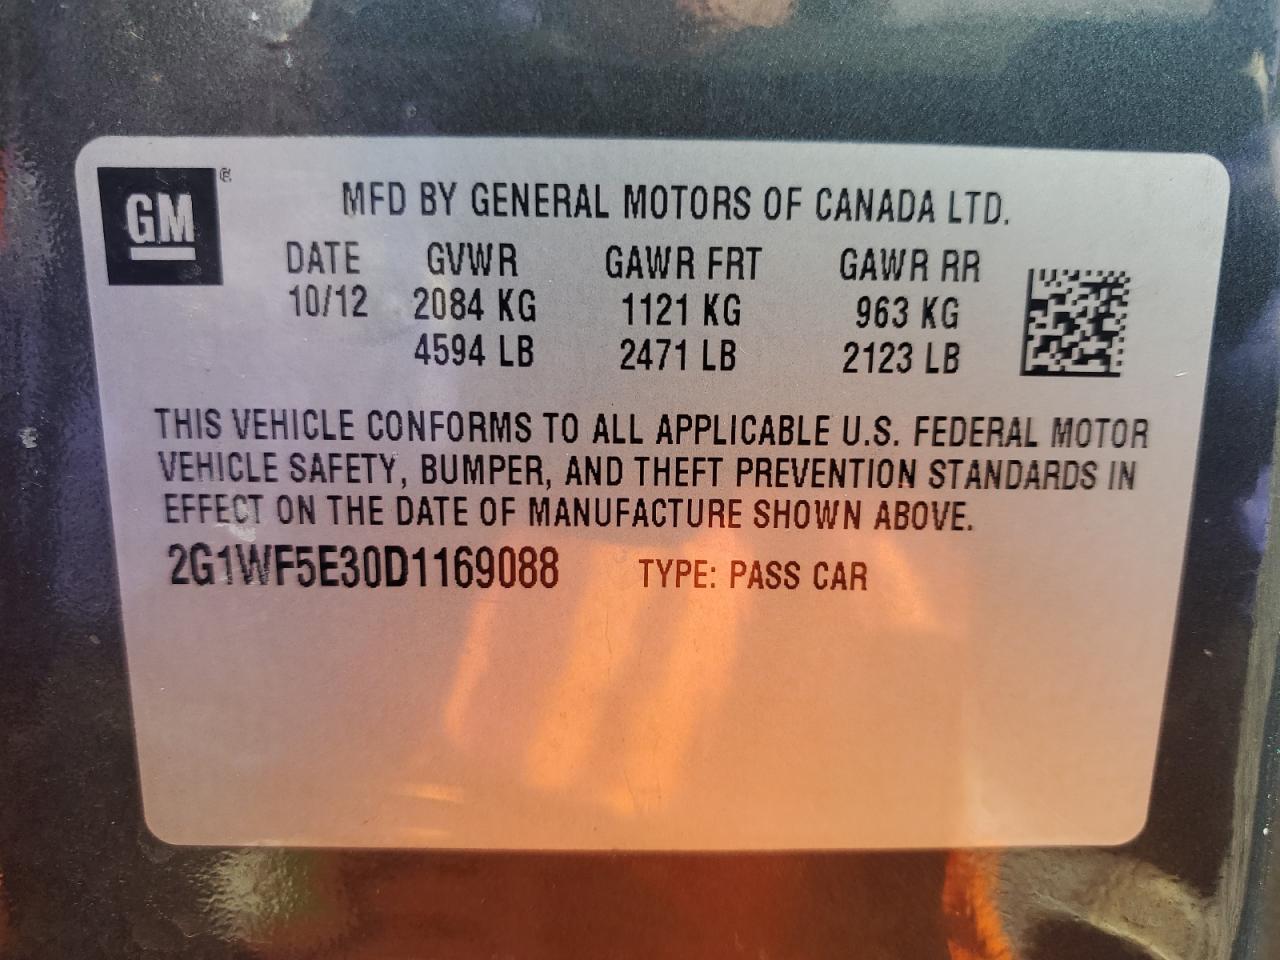 GM ®
MFD BY GENERAL MOTORS OF CANADA LTD.
DATE GVWR GAWR FRT GAWR RR
10/12 2084 KG 1121 KG 963 KG
4594 LB 2471 LB 2123 LB
THIS VEHICLE CONFORMS TO ALL APPLICABLE U.S. FEDERAL MOTOR
VEHICLE SAFETY, BUMPER, AND THEFT PREVENTION STANDARDS IN
EFFECT ON THE DATE OF MANUFACTURE SHOWN ABOVE.
2G1WF5E30D1169088 TYPE: PASS CAR